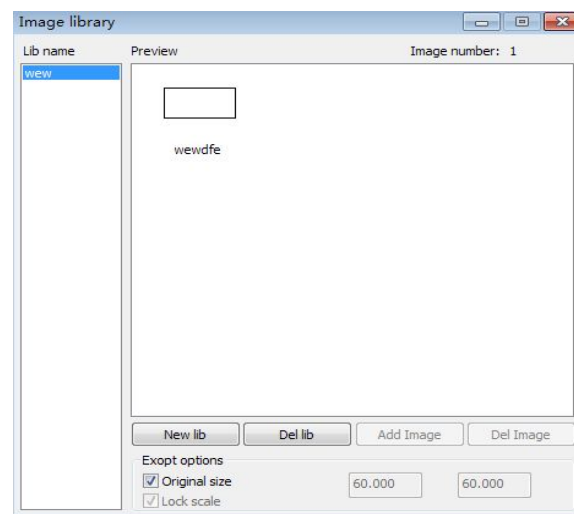 Image library
Lib name Preview Image number: 1
wew
wewdfe
New lib Del lib Add Image Del Image
Exopt options
Original size 60.000 60.000
Lock scale